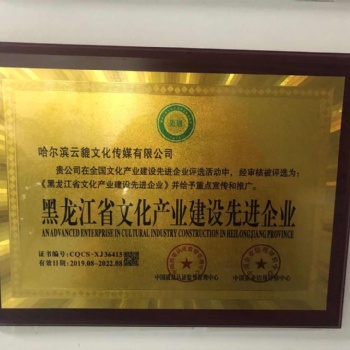 哈尔滨云雒文化传媒有限公司
贵公司在全国文化产业建设先进企业评选活动中，经审核被评选为：
《黑龙江省文化产业建设先进企业》并给予重点宣传和推广。
黑龙江省文化产业建设先进企业
AN ADVANCED ENTERPRISE IN CULTURAL INDUSTRY CONSTRUCTION IN HEILONGJIANG PROVINCE
证书编号:CQCS-XJ36413
有效日期:2019.08-2022.08